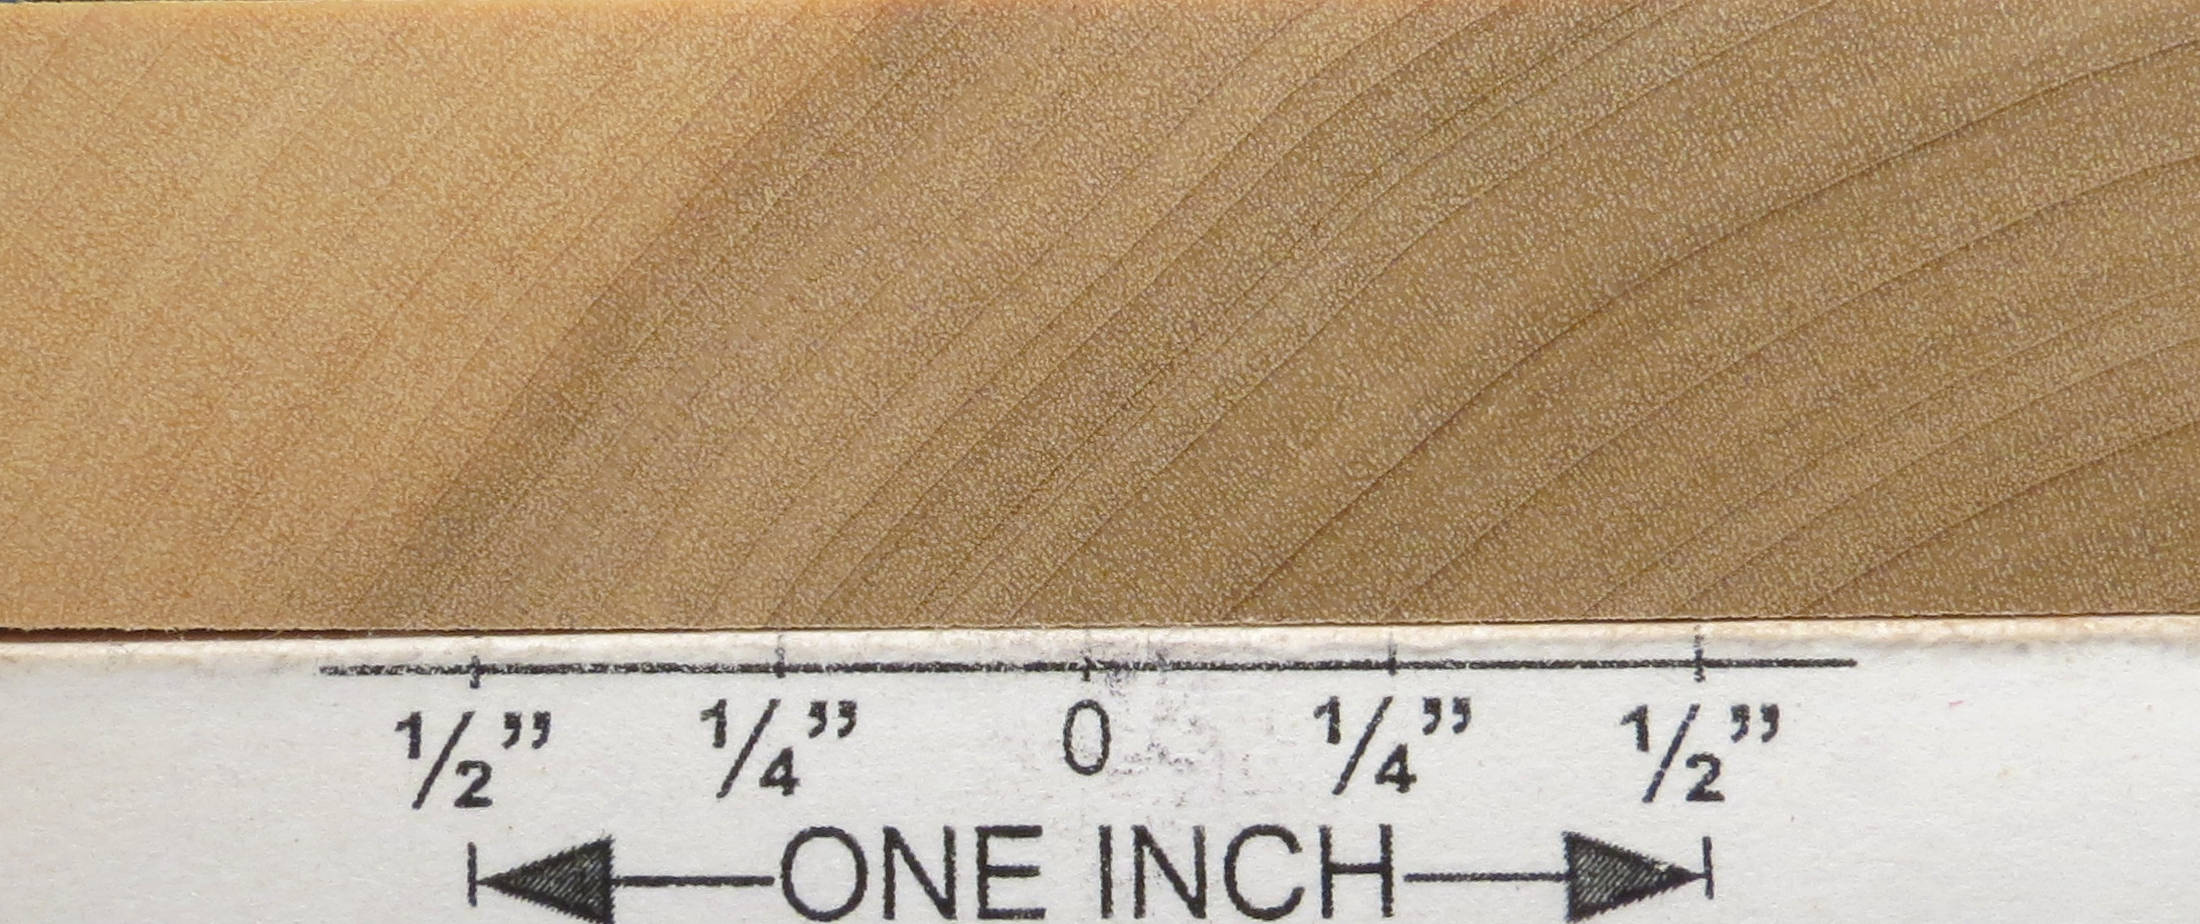 1/2” 1/4” 0 1/4” 1/2”
ONE INCH